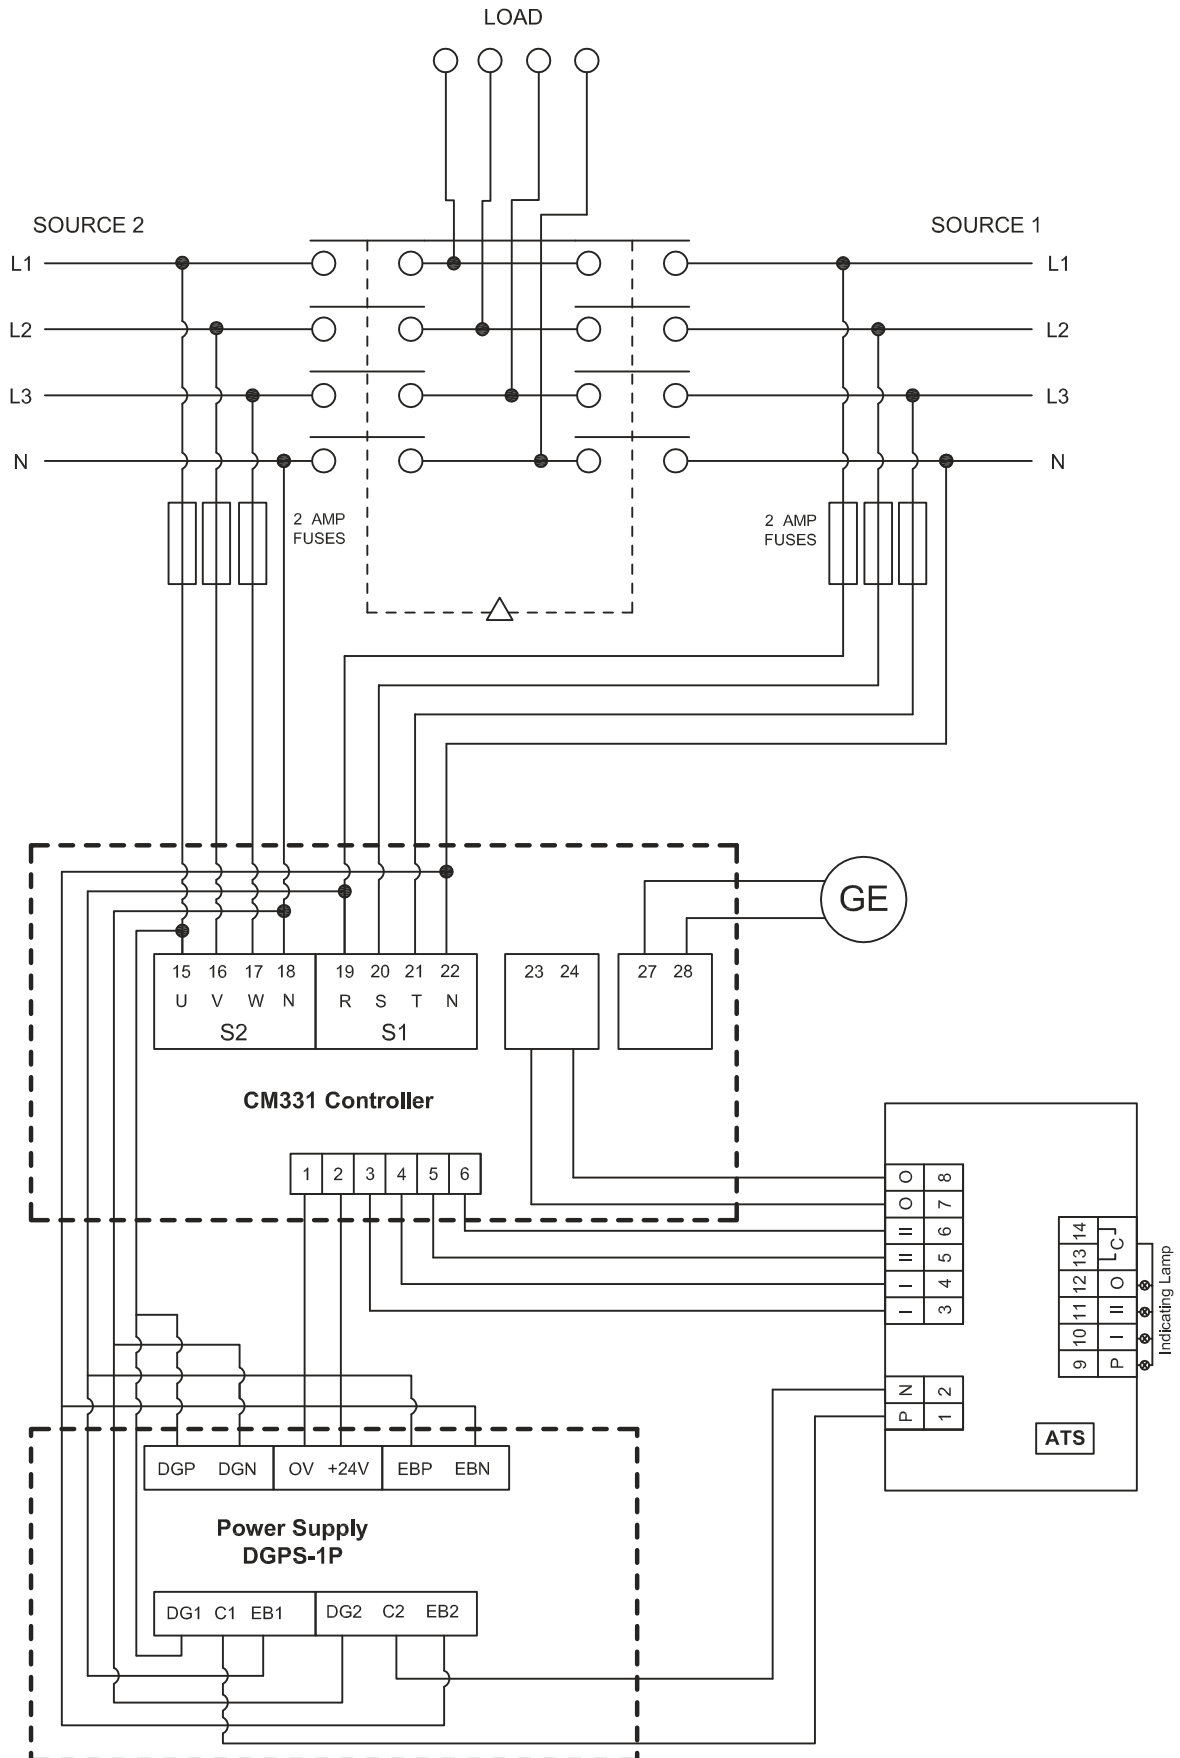 LOAD
SOURCE 2
SOURCE 1
L1
L1
L2
L2
L3
L3
N
N
2 AMP
FUSES
2 AMP
FUSES
GE
15 16 17 18 19 20 21 22
U V W N R S T N
S2 S1
23 24
27 28
CM331 Controller
1 2 3 4 5 6
O 8
O 7
II 6
II 5
I 4
I 3
N 2
P 1
14
13 C
12 O
11 II
10 I
9 P
Indicating Lamp
ATS
DGP DGN OV +24V EBP EBN
Power Supply
DGPS-1P
DG1 C1 EB1 DG2 C2 EB2